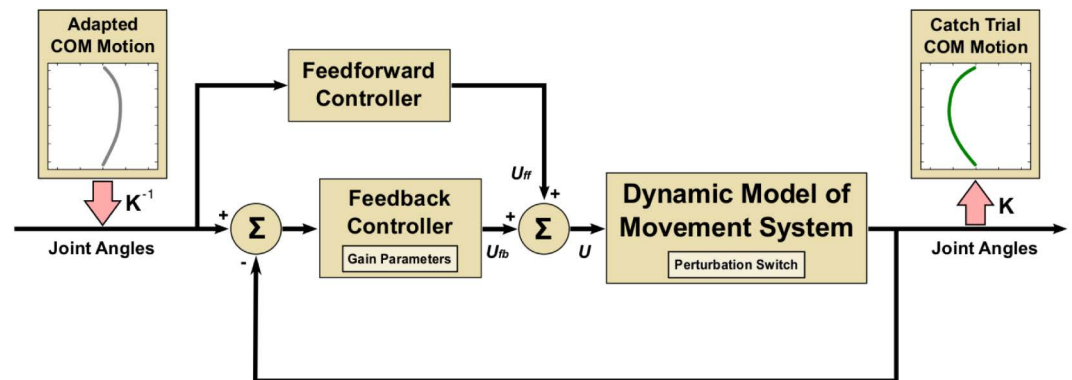 Adapted
COM Motion
K⁻¹
Joint Angles
Feedforward
Controller
Uff
+
+
-
Σ
Feedback
Controller
Gain Parameters
+
Ufb
Σ
U
Dynamic Model of
Movement System
Perturbation Switch
Catch Trial
COM Motion
K
Joint Angles